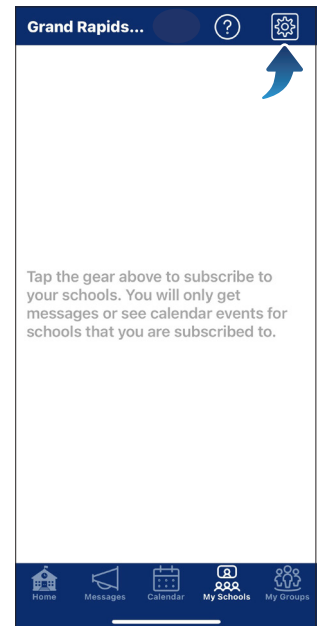 Grand Rapids...
?
Tap the gear above to subscribe to
your schools. You will only get
messages or see calendar events for
schools that you are subscribed to.
Home Messages Calendar My Schools My Groups